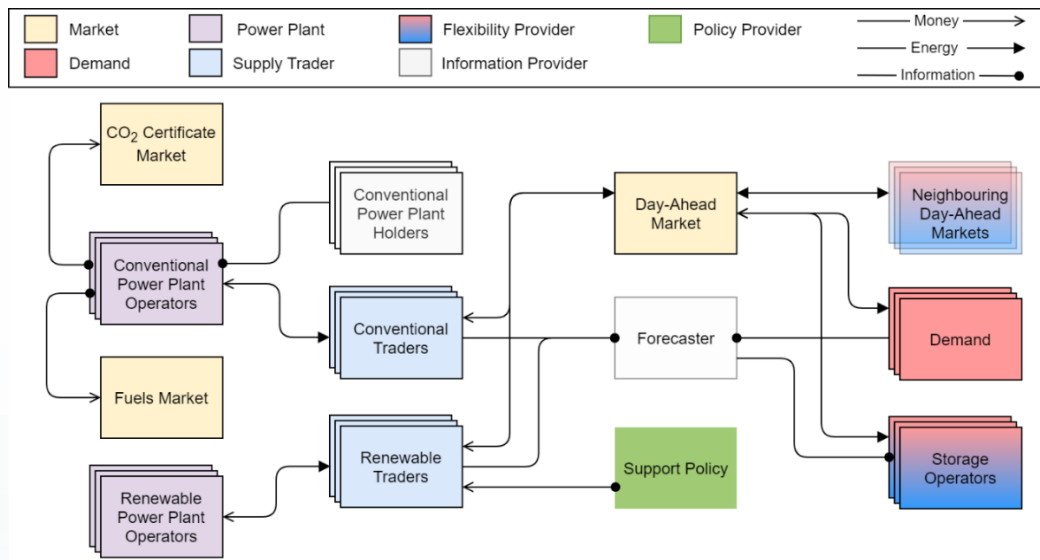 Market
Power Plant
Flexibility Provider
Policy Provider
Money
Demand
Supply Trader
Information Provider
Energy
Information
CO₂ Certificate
Market
Conventional
Power Plant
Holders
Day-Ahead
Market
Neighbouring
Day-Ahead
Markets
Conventional
Power Plant
Operators
Conventional
Traders
Forecaster
Demand
Fuels Market
Renewable
Traders
Support Policy
Storage
Operators
Renewable
Power Plant
Operators